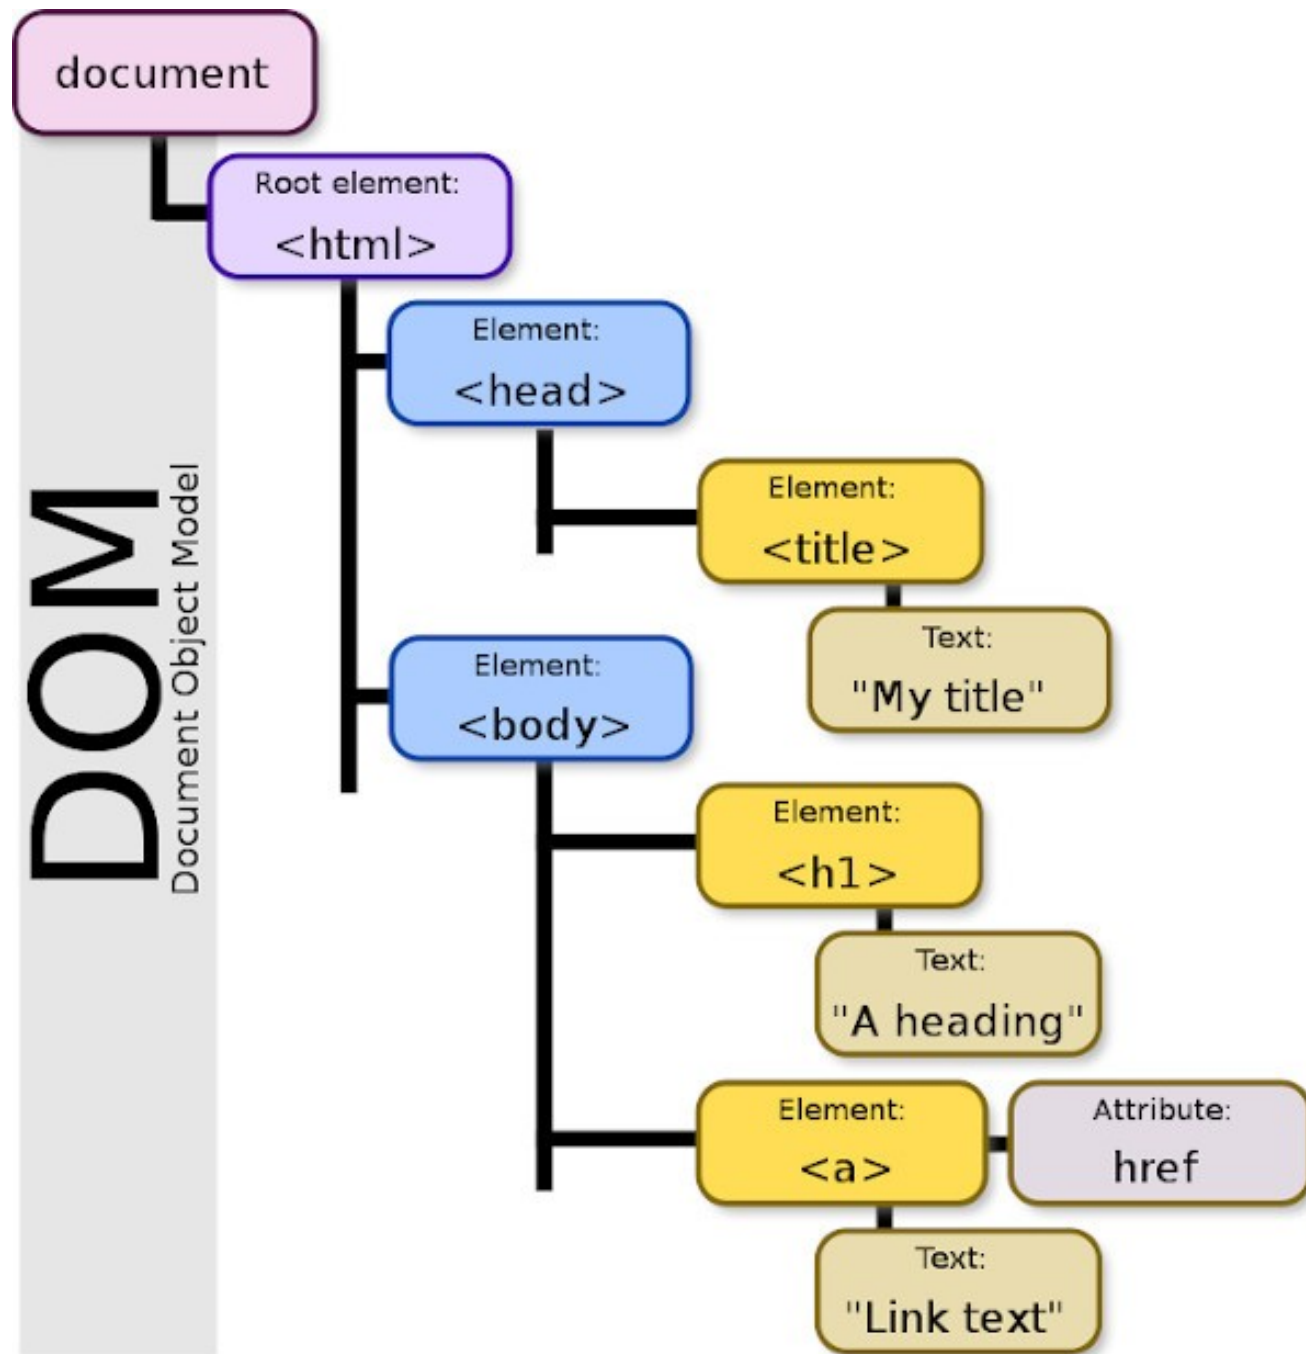 document
Root element:
<html>
Element:
<head>
Element:
<title>
Text:
"My title"
Element:
<body>
Element:
<h1>
Text:
"A heading"
Element:
<a>
Attribute:
href
Text:
"Link text"
DOM
Document Object Model